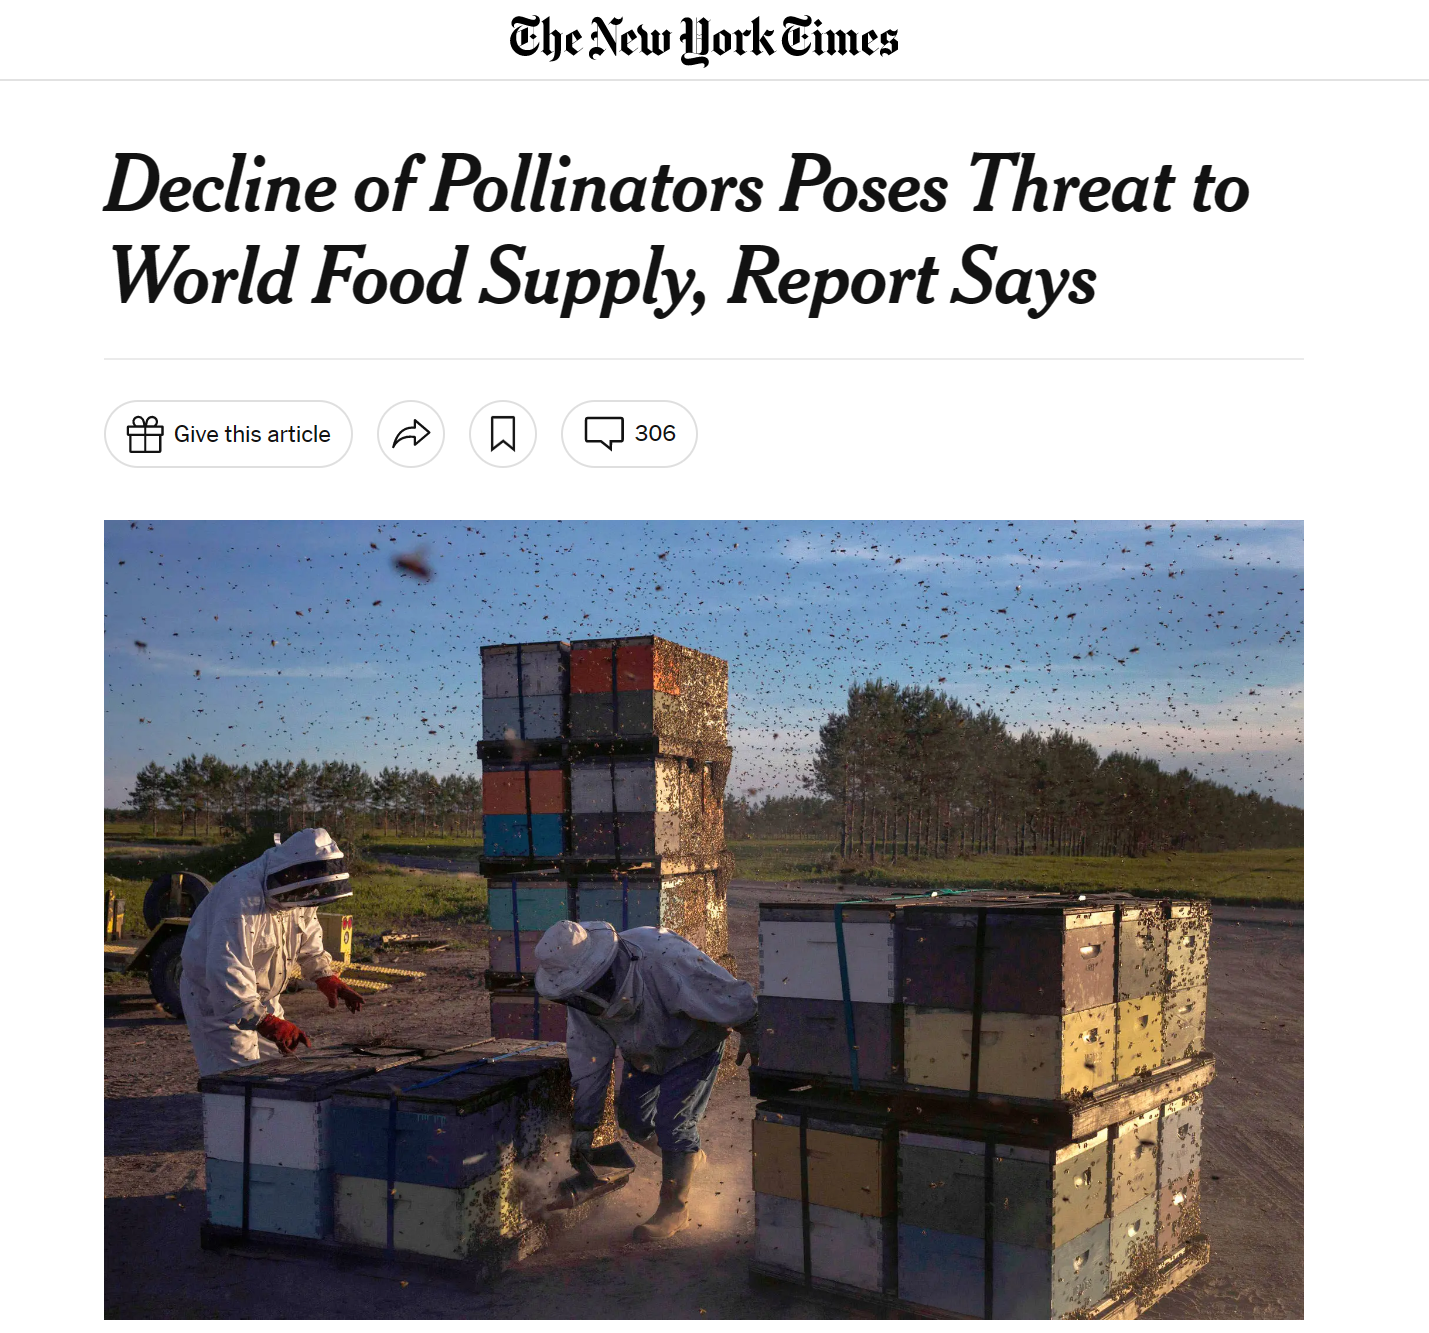 The New York Times
Decline of Pollinators Poses Threat to
World Food Supply, Report Says
Give this article
306